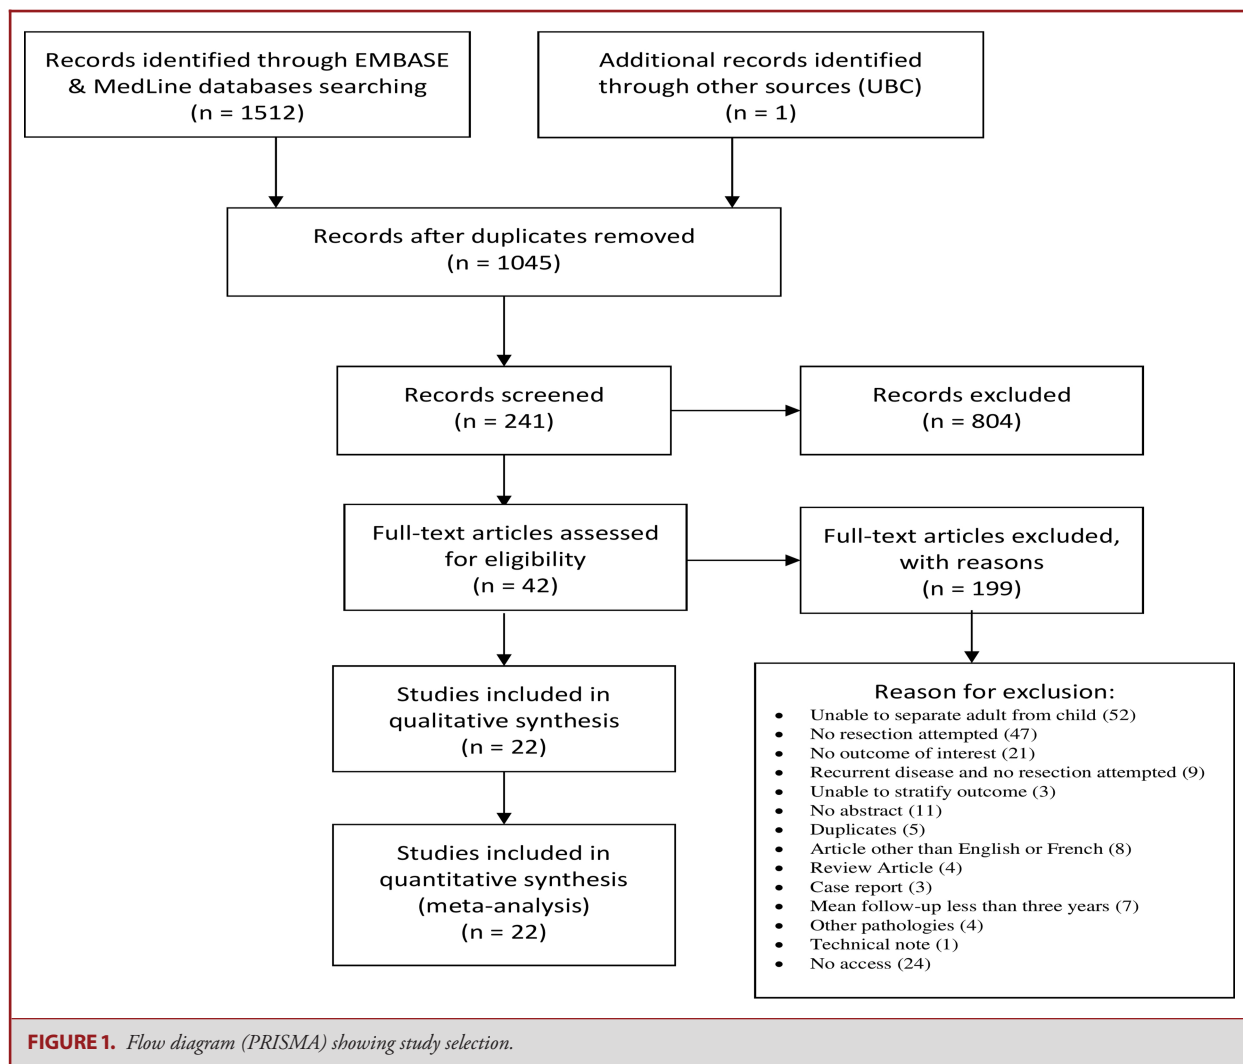 Records identified through EMBASE
& MedLine databases searching
(n = 1512)
Additional records identified
through other sources (UBC)
(n = 1)
Records after duplicates removed
(n = 1045)
Records screened
(n = 241)
Records excluded
(n = 804)
Full-text articles assessed
for eligibility
(n = 42)
Full-text articles excluded,
with reasons
(n = 199)
Studies included in
qualitative synthesis
(n = 22)
Studies included in
quantitative synthesis
(meta-analysis)
(n = 22)
Reason for exclusion:
• Unable to separate adult from child (52)
• No resection attempted (47)
• No outcome of interest (21)
• Recurrent disease and no resection attempted (9)
• Unable to stratify outcome (3)
• No abstract (11)
• Duplicates (5)
• Article other than English or French (8)
• Review Article (4)
• Case report (3)
• Mean follow-up less than three years (7)
• Other pathologies (4)
• Technical note (1)
• No access (24)
FIGURE 1. Flow diagram (PRISMA) showing study selection.